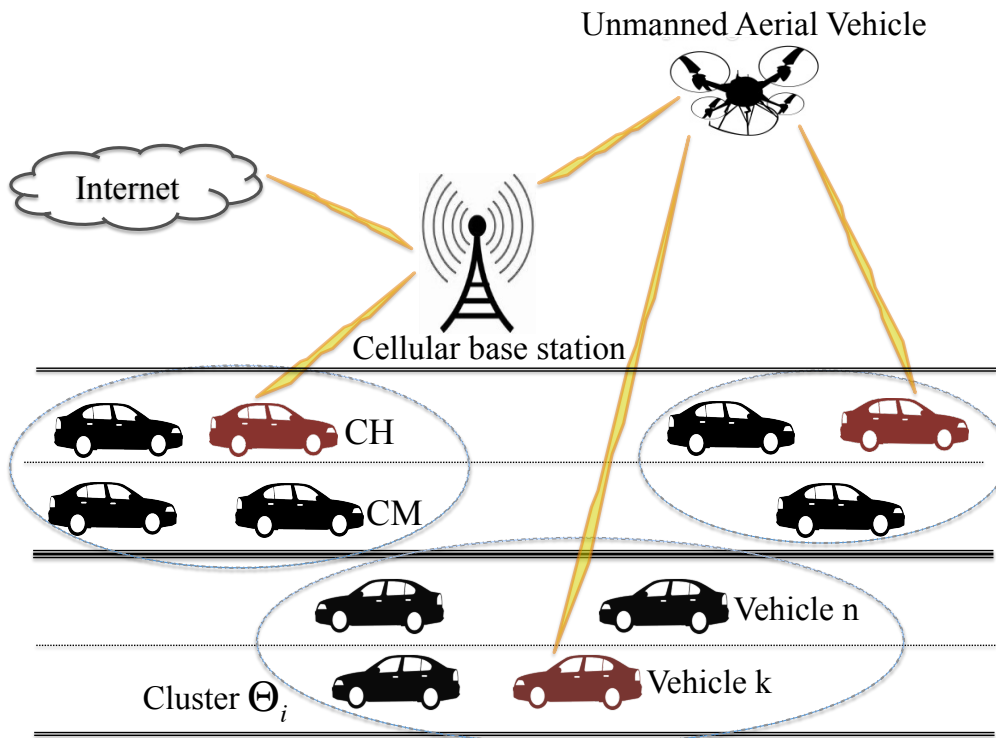 Unmanned Aerial Vehicle
Internet
Cellular base station
CH
CM
Vehicle n
Vehicle k
Cluster Θᵢ